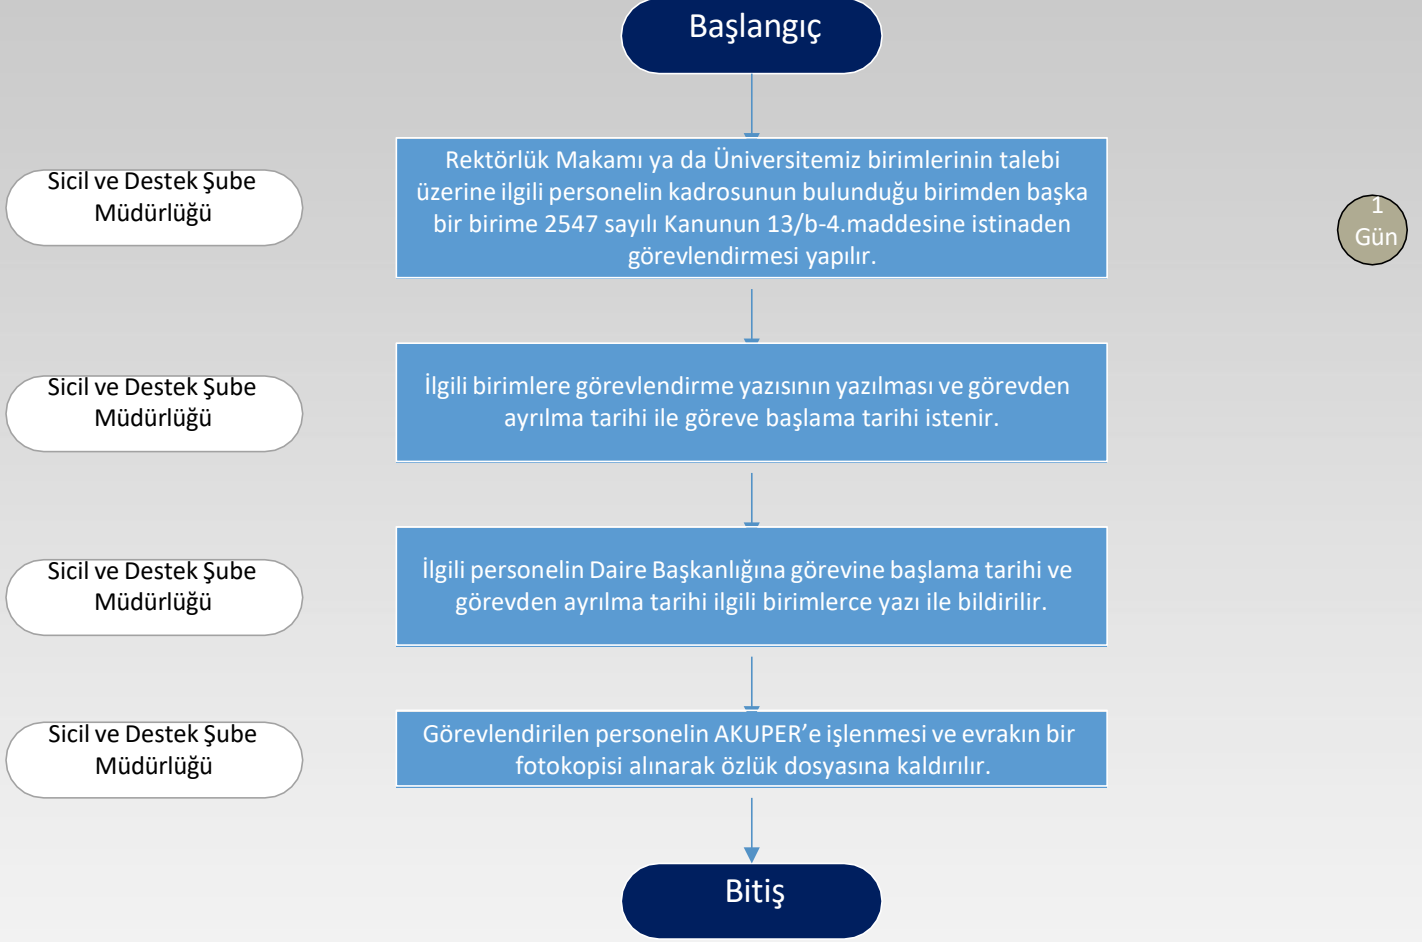 Başlangıç
Sicil ve Destek Şube
Müdürlüğü
Rektörlük Makamı ya da Üniversitemiz birimlerinin talebi
üzerine ilgili personelin kadrosunun bulunduğu birimden başka
bir birime 2547 sayılı Kanunun 13/b-4.maddesine istinaden
görevlendirmesi yapılır.
1
Gün
Sicil ve Destek Şube
Müdürlüğü
İlgili birimlere görevlendirme yazısının yazılması ve görevden
ayrılma tarihi ile göreve başlama tarihi istenir.
Sicil ve Destek Şube
Müdürlüğü
İlgili personelin Daire Başkanlığına görevine başlama tarihi ve
görevden ayrılma tarihi ilgili birimlerce yazı ile bildirilir.
Sicil ve Destek Şube
Müdürlüğü
Görevlendirilen personelin AKUPER’e işlenmesi ve evrakın bir
fotokopisi alınarak özlük dosyasına kaldırılır.
Bitiş